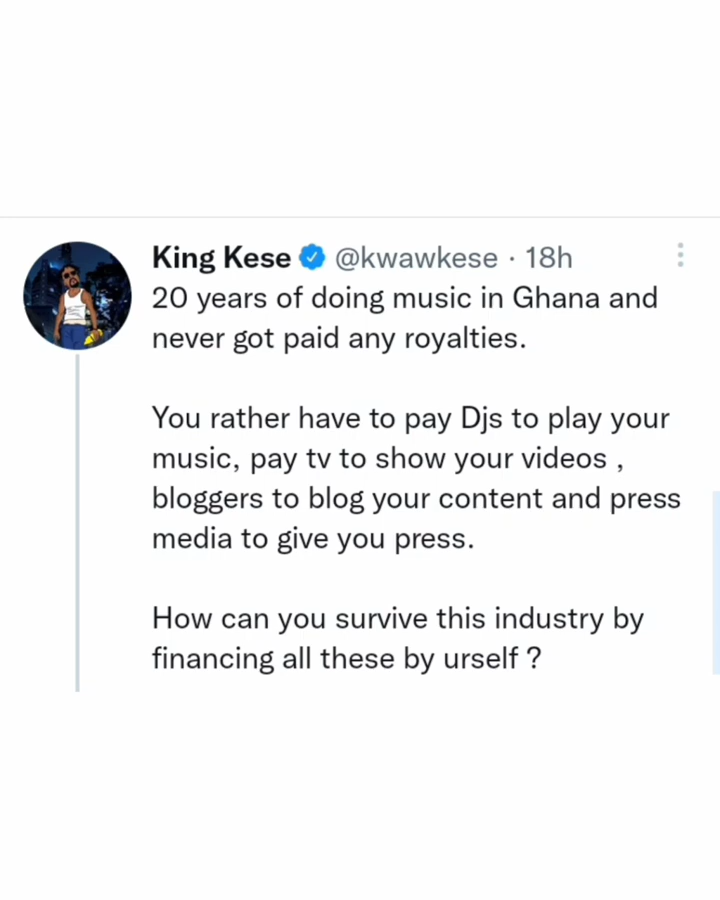 King Kese @kwawkese · 18h
20 years of doing music in Ghana and
never got paid any royalties.
You rather have to pay Djs to play your
music, pay tv to show your videos ,
bloggers to blog your content and press
media to give you press.
How can you survive this industry by
financing all these by urself ?